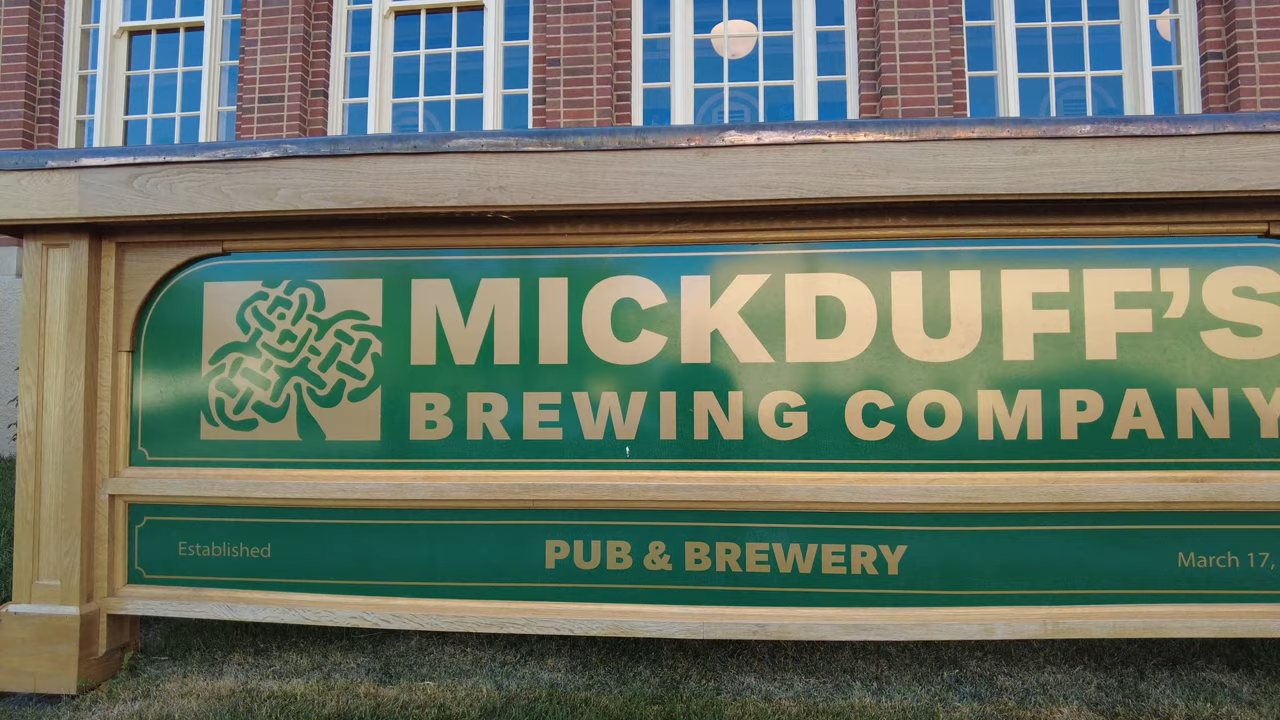 MICKDUFF'S
BREWING COMPANY
Established
PUB & BREWERY
March 17,